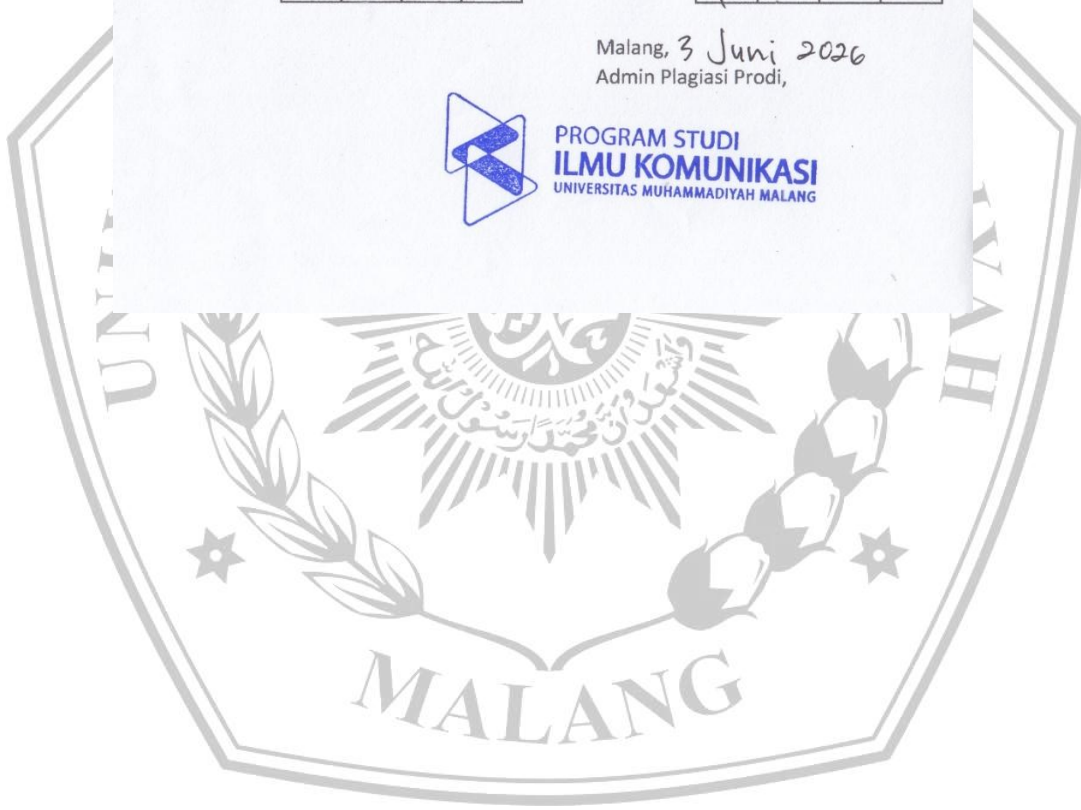 Malang, 3 Juni 2026
Admin Plagiasi Prodi,
PROGRAM STUDI
ILMU KOMUNIKASI
UNIVERSITAS MUHAMMADIYAH MALANG
MALANG